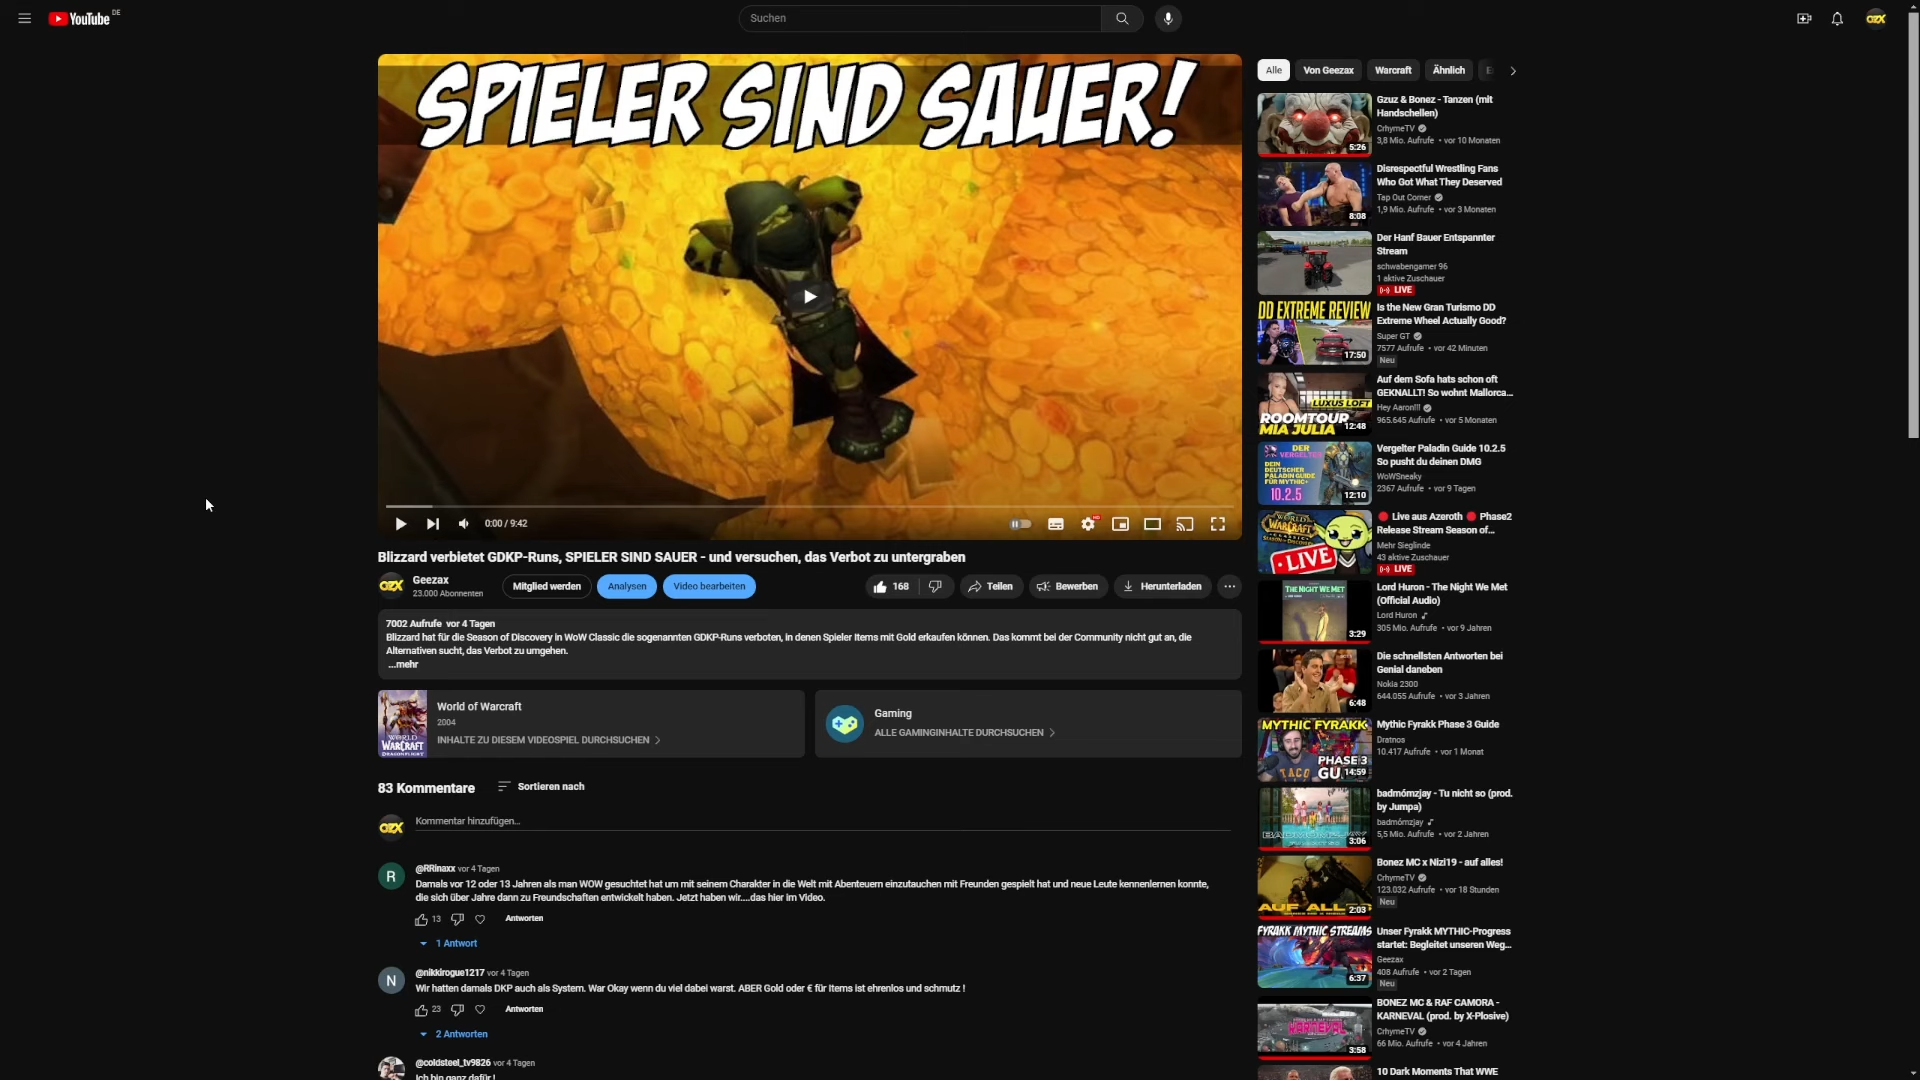 YouTube DE
Suchen
OZX
SPIELER SIND SAUER!
0:00 / 9:42
HD
Blizzard verbietet GDKP-Runs, SPIELER SIND SAUER - und versuchen, das Verbot zu untergraben
Geezax
23.000 Abonnenten
Mitglied werden
Analysen
Video bearbeiten
168
Teilen
Bewerben
Herunterladen
7002 Aufrufe vor 4 Tagen
Blizzard hat für die Season of Discovery in WoW Classic die sogenannten GDKP-Runs verboten, in denen Spieler Items mit Gold erkaufen können. Das kommt bei der Community nicht gut an, die
Alternativen sucht, das Verbot zu umgehen.
...mehr
World of Warcraft
2004
INHALTE ZU DIESEM VIDEOSPIEL DURCHSUCHEN
WORLD
WARCRAFT
DRAGONFLIGHT
Gaming
ALLE GAMINGINHALTE DURCHSUCHEN
83 Kommentare
Sortieren nach
Kommentar hinzufügen...
R
@RRinaxx vor 4 Tagen
Damals vor 12 oder 13 Jahren als man WOW gesuchtet hat um mit seinem Charakter in die Welt mit Abenteuern einzutauchen mit Freunden gespielt hat und neue Leute kennenlernen konnte,
die sich über Jahre dann zu Freundschaften entwickelt haben. Jetzt haben wir....das hier im Video.
13
Antworten
1 Antwort
N
@nikkirogue1217 vor 4 Tagen
Wir hatten damals DKP auch als System. War Okay wenn du viel dabei warst. ABER Gold oder € für Items ist ehrenlos und schmutz !
23
Antworten
2 Antworten
@coldsteel_tv9826 vor 4 Tagen
Ich bin ganz dafür !
Alle
Von Geezax
Warcraft
Ähnlich
5:26
Gzuz & Bonez - Tanzen (mit
Handschellen)
CrhymeTV
3,8 Mio. Aufrufe • vor 10 Monaten
8:08
Disrespectful Wrestling Fans
Who Got What They Deserved
Tap Out Corner
1,9 Mio. Aufrufe • vor 3 Monaten
Der Hanf Bauer Entspannter
Stream
schwabengamer 96
1 aktive Zuschauer
LIVE
DD EXTREME REVIEW
17:50
Is the New Gran Turismo DD
Extreme Wheel Actually Good?
Super GT
7577 Aufrufe • vor 42 Minuten
Neu
LUXUS LOFT
ROOMTOUR
MIA JULIA
12:48
Auf dem Sofa hats schon oft
GEKNALLT! So wohnt Mallorca...
Hey Aaron!!!
965.645 Aufrufe • vor 5 Monaten
DER
VERGELTER
DEIN
DEUTSCHER
PALADIN GUIDE
FÜR MYTHIC+
10.2.5
12:10
Vergelter Paladin Guide 10.2.5
So pusht du deinen DMG
WoWSneaky
2367 Aufrufe • vor 9 Tagen
WORLD
WARCRAFT
LIVE
Live aus Azeroth Phase2
Release Stream Season of...
Mehr Sieglinde
43 aktive Zuschauer
LIVE
THE NIGHT WE MET
3:29
Lord Huron - The Night We Met
(Official Audio)
Lord Huron
305 Mio. Aufrufe • vor 9 Jahren
6:48
Die schnellsten Antworten bei
Genial daneben
Nokia 2300
644.055 Aufrufe • vor 3 Jahren
MYTHIC FYRAKK
PHASE 3
GU
14:59
Mythic Fyrakk Phase 3 Guide
Dratnos
10.417 Aufrufe • vor 1 Monat
3:06
badmómzjay - Tu nicht so (prod.
by Jumpa)
badmómzjay
5,5 Mio. Aufrufe • vor 2 Jahren
AUF ALL
2:03
Bonez MC x Nizi19 - auf alles!
CrhymeTV
123.032 Aufrufe • vor 18 Stunden
Neu
FYRAKK MYTHIC STREAMS
6:37
Unser Fyrakk MYTHIC-Progress
startet: Begleitet unseren Weg...
Geezax
408 Aufrufe • vor 2 Tagen
Neu
KARNEVAL
3:58
BONEZ MC & RAF CAMORA -
KARNEVAL (prod. by X-Plosive)
CrhymeTV
66 Mio. Aufrufe • vor 4 Jahren
10 Dark Moments That WWE